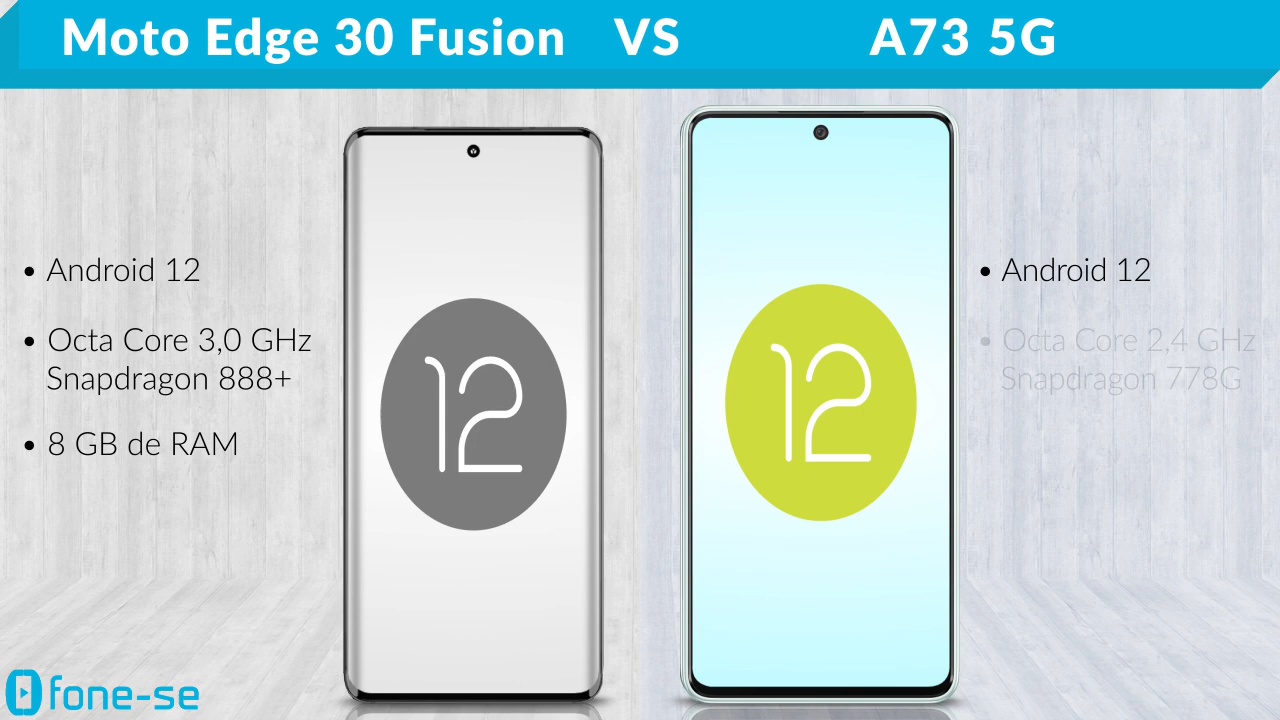 Moto Edge 30 Fusion VS A73 5G
• Android 12
• Octa Core 3,0 GHz
Snapdragon 888+
• 8 GB de RAM
12
12
• Android 12
• Octa Core 2,4 GHz
Snapdragon 778G
fone-se